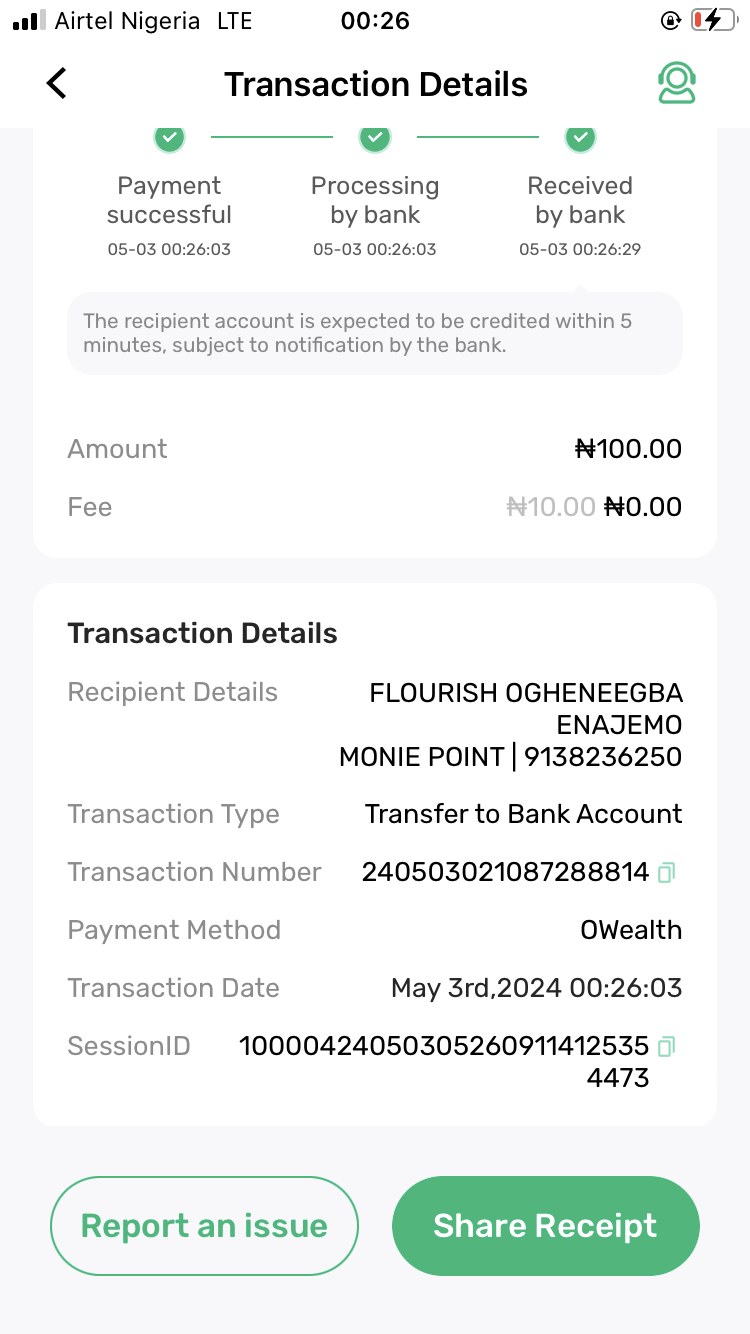 Airtel Nigeria LTE 00:26
Transaction Details
Payment successful
05-03 00:26:03
Processing by bank
05-03 00:26:03
Received by bank
05-03 00:26:29
The recipient account is expected to be credited within 5
minutes, subject to notification by the bank.
Amount ₦100.00
Fee ₦10.00 ₦0.00
Transaction Details
Recipient Details FLOURISH OGHENEEGBA
ENAJEMO
MONIE POINT | 9138236250
Transaction Type Transfer to Bank Account
Transaction Number 240503021087288814
Payment Method OWealth
Transaction Date May 3rd,2024 00:26:03
SessionID 10000424050305260911412535
4473
Report an issue Share Receipt